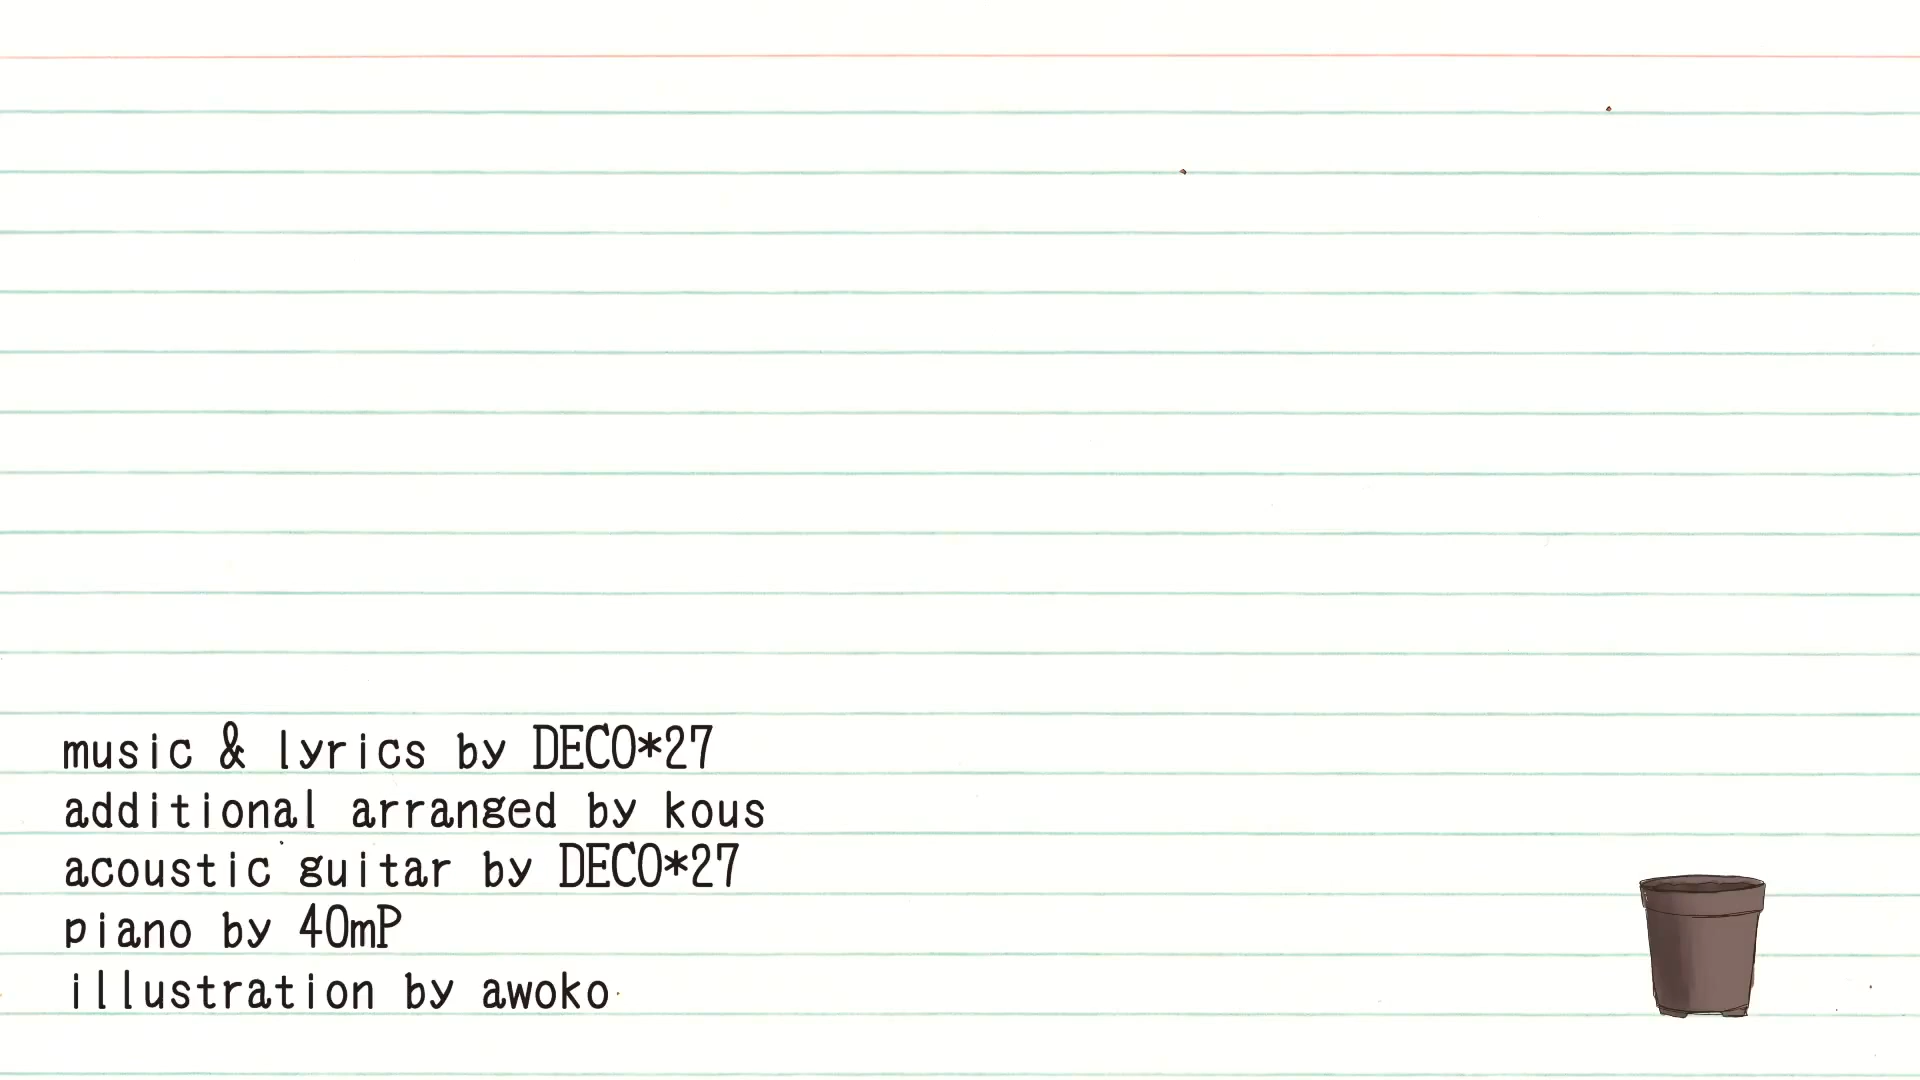 music & lyrics by DECO*27
additional arranged by kous
acoustic guitar by DECO*27
piano by 40mP
illustration by awoko